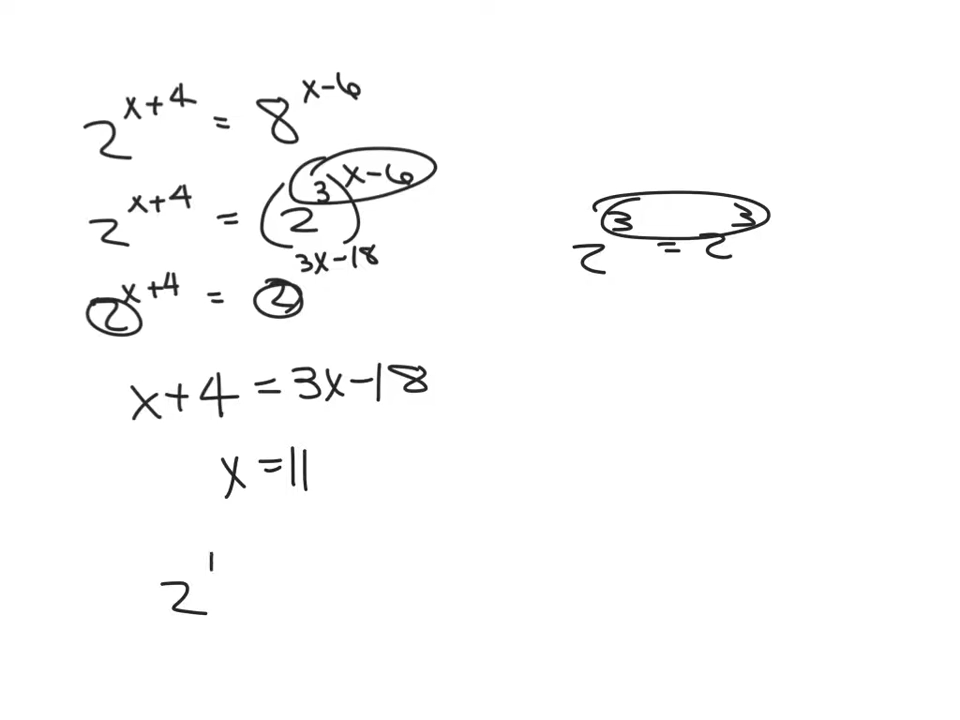 2^{x+4} = 8^{x-6}
2^{x+4} = (2^3)^{x-6}
2^{x+4} = 2^{3x-18}
x+4 = 3x-18
x = 11
2^1
2^3 = 2^3